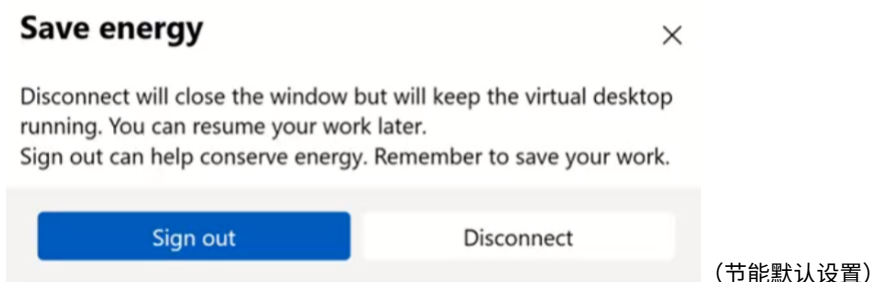 Save energy
Disconnect will close the window but will keep the virtual desktop
running. You can resume your work later.
Sign out can help conserve energy. Remember to save your work.
Sign out Disconnect
（节能默认设置）